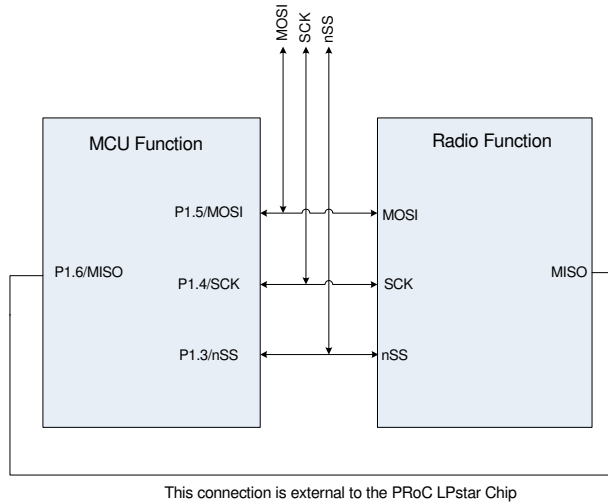 MOSI
SCK
nSS
MCU Function
Radio Function
P1.5/MOSI
MOSI
P1.6/MISO
P1.4/SCK
SCK
MISO
P1.3/nSS
nSS
This connection is external to the PRoC LPstar Chip